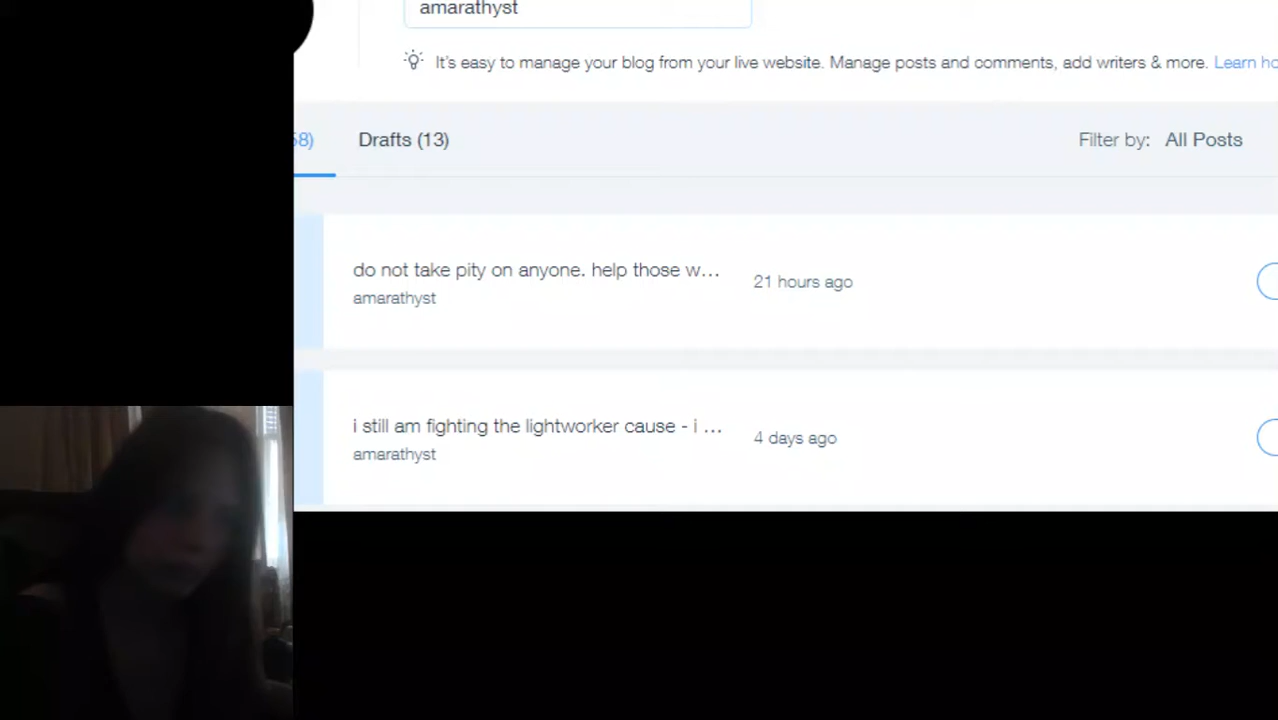 amarathyst
It's easy to manage your blog from your live website. Manage posts and comments, add writers & more. Learn ho
58) Drafts (13) Filter by: All Posts
do not take pity on anyone. help those w... 21 hours ago
amarathyst
i still am fighting the lightworker cause - i ... 4 days ago
amarathyst